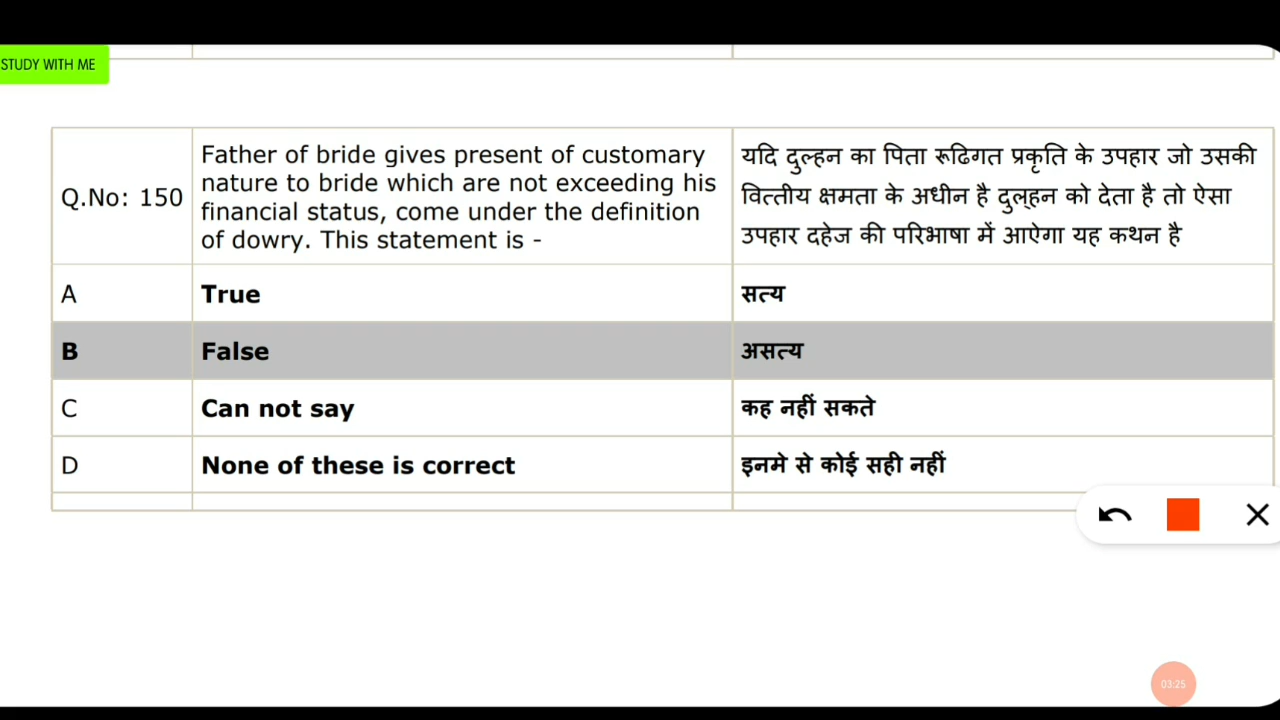 STUDY WITH ME
Q.No: 150
Father of bride gives present of customary
nature to bride which are not exceeding his
financial status, come under the definition
of dowry. This statement is -
यदि दुल्हन का पिता रूढिगत प्रकृति के उपहार जो उसकी
वित्तीय क्षमता के अधीन है दुल्हन को देता है तो ऐसा
उपहार दहेज की परिभाषा में आऐगा यह कथन है
A
True
सत्य
B
False
असत्य
C
Can not say
कह नहीं सकते
D
None of these is correct
इनमे से कोई सही नहीं
03:25